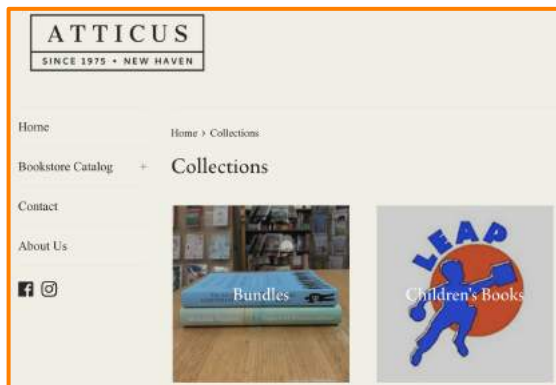 ATTICUS
SINCE 1975 • NEW HAVEN
Home
Bookstore Catalog +
Contact
About Us
Home › Collections
Collections
Bundles
LEAP
Children's Books